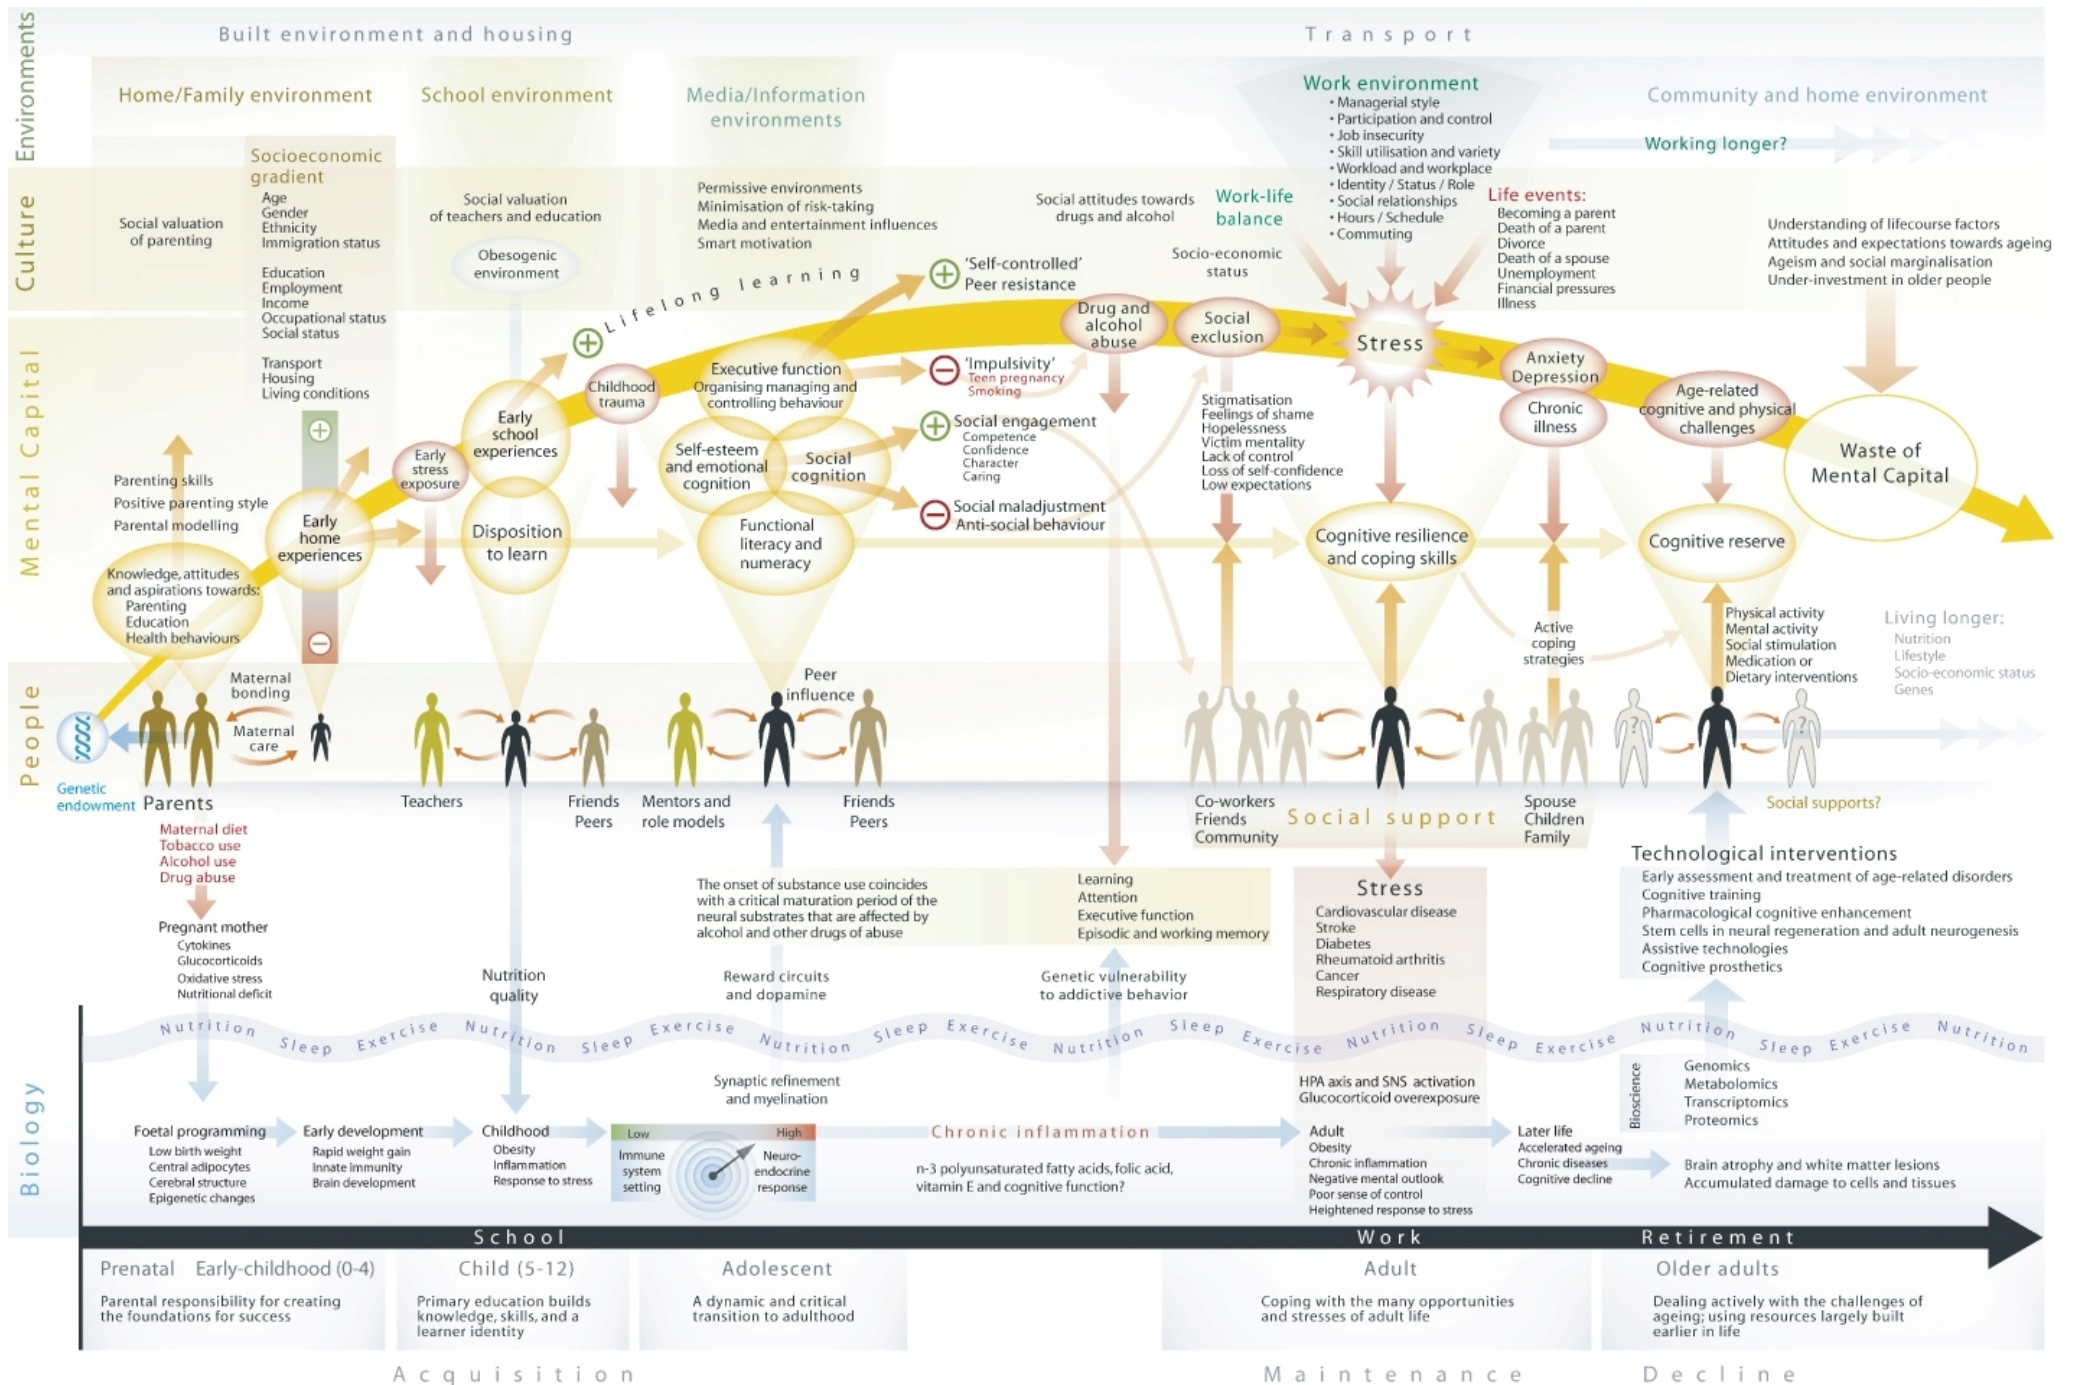 Environments
Culture
Mental Capital
People
Biology
Built environment and housing
Transport
Home/Family environment
School environment
Media/Information
environments
Work environment
• Managerial style
• Participation and control
• Job insecurity
• Skill utilisation and variety
• Workload and workplace
• Identity / Status / Role
• Social relationships
• Hours / Schedule
• Commuting
Community and home environment
Working longer?
Socioeconomic
gradient
Age
Gender
Ethnicity
Immigration status
Education
Employment
Income
Occupational status
Social status
Transport
Housing
Living conditions
Social valuation
of parenting
Social valuation
of teachers and education
Obesogenic
environment
Permissive environments
Minimisation of risk-taking
Media and entertainment influences
Smart motivation
Social attitudes towards
drugs and alcohol
Work-life
balance
Socio-economic
status
Life events:
Becoming a parent
Death of a parent
Divorce
Death of a spouse
Unemployment
Financial pressures
Illness
Understanding of lifecourse factors
Attitudes and expectations towards ageing
Ageism and social marginalisation
Under-investment in older people
Lifelong learning
+
+
−
Parenting skills
Positive parenting style
Parental modelling
Knowledge, attitudes
and aspirations towards:
Parenting
Education
Health behaviours
Early
home
experiences
Early
stress
exposure
Early
school
experiences
Disposition
to learn
Childhood
trauma
Executive function
Organising managing and
controlling behaviour
Self-esteem
and emotional
cognition
Social
cognition
Functional
literacy and
numeracy
+
'Self-controlled'
Peer resistance
−
'Impulsivity'
Teen pregnancy
Smoking
+
Social engagement
Competence
Confidence
Character
Caring
−
Social maladjustment
Anti-social behaviour
Drug and
alcohol
abuse
Social
exclusion
Stigmatisation
Feelings of shame
Hopelessness
Victim mentality
Lack of control
Loss of self-confidence
Low expectations
Stress
Cognitive resilience
and coping skills
Anxiety
Depression
Chronic
illness
Age-related
cognitive and physical
challenges
Cognitive reserve
Waste of
Mental Capital
Active
coping
strategies
Physical activity
Mental activity
Social stimulation
Medication or
Dietary interventions
Living longer:
Nutrition
Lifestyle
Socio-economic status
Genes
Genetic
endowment
Parents
Maternal
bonding
Maternal
care
Teachers
Friends
Peers
Mentors and
role models
Peer
influence
Friends
Peers
Co-workers
Friends
Community
Social support
Spouse
Children
Family
?
?
Social supports?
Maternal diet
Tobacco use
Alcohol use
Drug abuse
Pregnant mother
Cytokines
Glucocorticoids
Oxidative stress
Nutritional deficit
Nutrition
quality
The onset of substance use coincides
with a critical maturation period of the
neural substrates that are affected by
alcohol and other drugs of abuse
Learning
Attention
Executive function
Episodic and working memory
Reward circuits
and dopamine
Genetic vulnerability
to addictive behavior
Stress
Cardiovascular disease
Stroke
Diabetes
Rheumatoid arthritis
Cancer
Respiratory disease
Technological interventions
Early assessment and treatment of age-related disorders
Cognitive training
Pharmacological cognitive enhancement
Stem cells in neural regeneration and adult neurogenesis
Assistive technologies
Cognitive prosthetics
Nutrition Sleep Exercise Nutrition Sleep Exercise Nutrition Sleep Exercise Nutrition Sleep Exercise Nutrition Sleep Exercise Nutrition Sleep Exercise Nutrition
Synaptic refinement
and myelination
HPA axis and SNS activation
Glucocorticoid overexposure
Bioscience
Genomics
Metabolomics
Transcriptomics
Proteomics
Foetal programming
Low birth weight
Central adipocytes
Cerebral structure
Epigenetic changes
Early development
Rapid weight gain
Innate immunity
Brain development
Childhood
Obesity
Inflammation
Response to stress
Low
High
Immune
system
setting
Neuro-
endocrine
response
Chronic inflammation
n-3 polyunsaturated fatty acids, folic acid,
vitamin E and cognitive function?
Adult
Obesity
Chronic inflammation
Negative mental outlook
Poor sense of control
Heightened response to stress
Later life
Accelerated ageing
Chronic diseases
Cognitive decline
Brain atrophy and white matter lesions
Accumulated damage to cells and tissues
School
Work
Retirement
Prenatal
Early-childhood (0-4)
Parental responsibility for creating
the foundations for success
Child (5-12)
Primary education builds
knowledge, skills, and a
learner identity
Adolescent
A dynamic and critical
transition to adulthood
Adult
Coping with the many opportunities
and stresses of adult life
Older adults
Dealing actively with the challenges of
ageing; using resources largely built
earlier in life
Acquisition
Maintenance
Decline